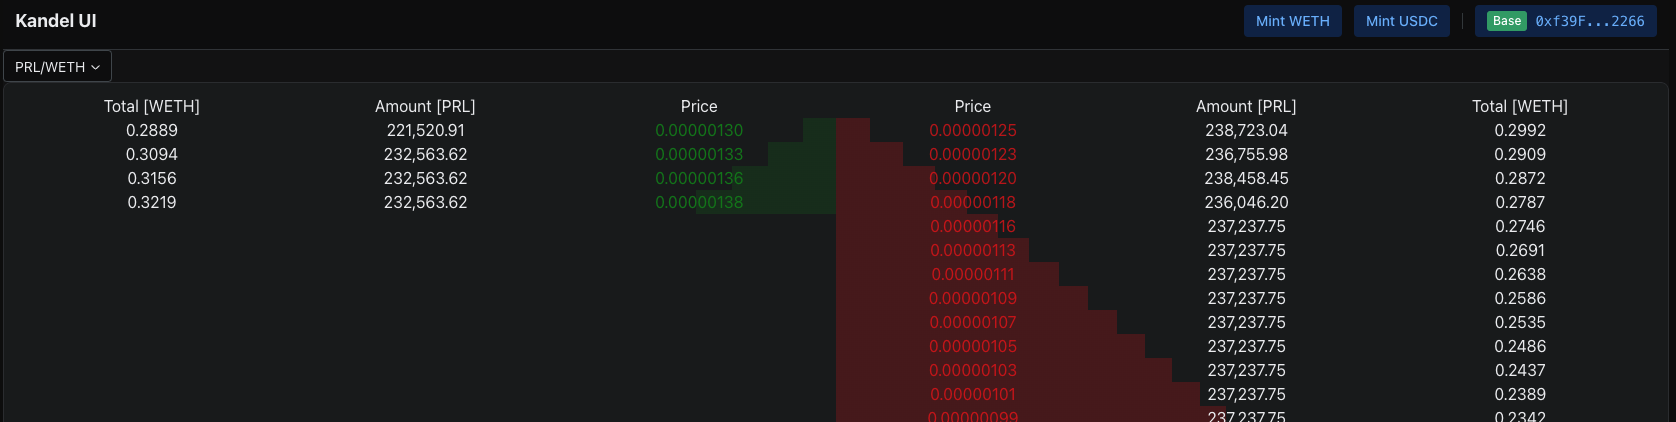 Kandel UI Mint WETH Mint USDC Base 0xf39F...2266
PRL/WETH
Total [WETH] Amount [PRL] Price Price Amount [PRL] Total [WETH]
0.2889 221,520.91 0.00000130 0.00000125 238,723.04 0.2992
0.3094 232,563.62 0.00000133 0.00000123 236,755.98 0.2909
0.3156 232,563.62 0.00000136 0.00000120 238,458.45 0.2872
0.3219 232,563.62 0.00000138 0.00000118 236,046.20 0.2787
0.00000116 237,237.75 0.2746
0.00000113 237,237.75 0.2691
0.00000111 237,237.75 0.2638
0.00000109 237,237.75 0.2586
0.00000107 237,237.75 0.2535
0.00000105 237,237.75 0.2486
0.00000103 237,237.75 0.2437
0.00000101 237,237.75 0.2389
0.00000099 237,237.75 0.2342